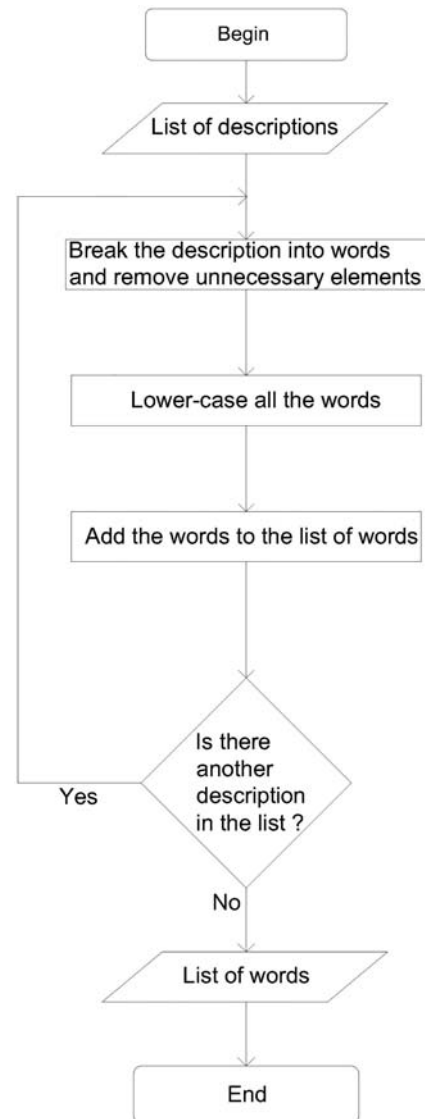 Begin
List of descriptions
Break the description into words
and remove unnecessary elements
Lower-case all the words
Add the words to the list of words
Is there
another
description
in the list ?
Yes
No
List of words
End